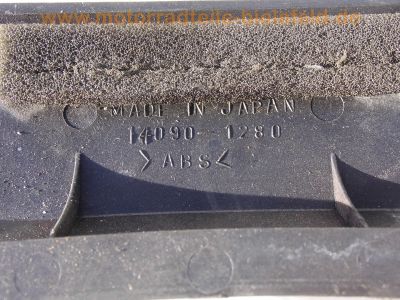 www.motorradteile-bielefeld.de
MADE IN JAPAN
14090-1280
>ABS<